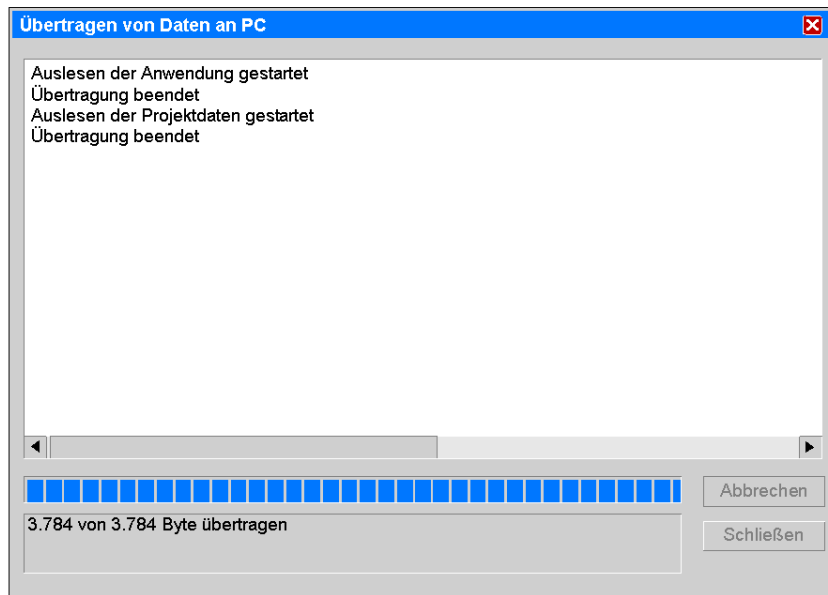 Übertragen von Daten an PC
Auslesen der Anwendung gestartet
Übertragung beendet
Auslesen der Projektdaten gestartet
Übertragung beendet
Abbrechen
3.784 von 3.784 Byte übertragen
Schließen